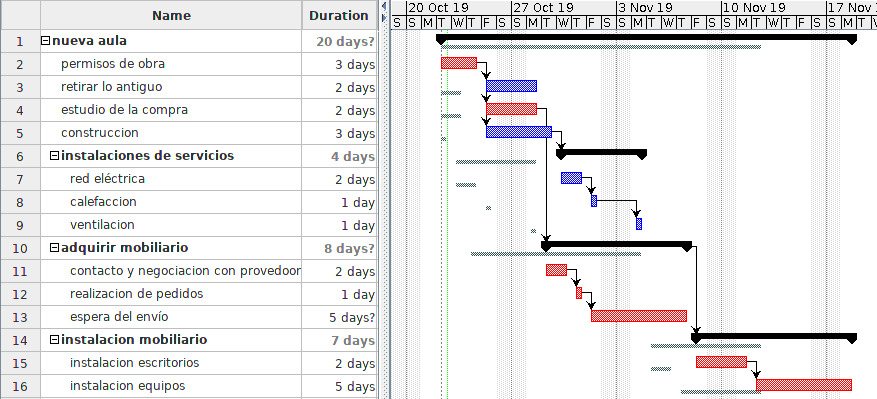 Name Duration
20 Oct 19 27 Oct 19 3 Nov 19 10 Nov 19 17 Nov 1
S S M T W T F S S M T W T F S S M T W T F S S M T W T F S S M T W
1 nueva aula 20 days?
2 permisos de obra 3 days
3 retirar lo antiguo 2 days
4 estudio de la compra 2 days
5 construccion 3 days
6 instalaciones de servicios 4 days
7 red eléctrica 2 days
8 calefaccion 1 day
9 ventilacion 1 day
10 adquirir mobiliario 8 days?
11 contacto y negociacion con provedoor 2 days
12 realizacion de pedidos 1 day
13 espera del envío 5 days?
14 instalacion mobiliario 7 days
15 instalacion escritorios 2 days
16 instalacion equipos 5 days